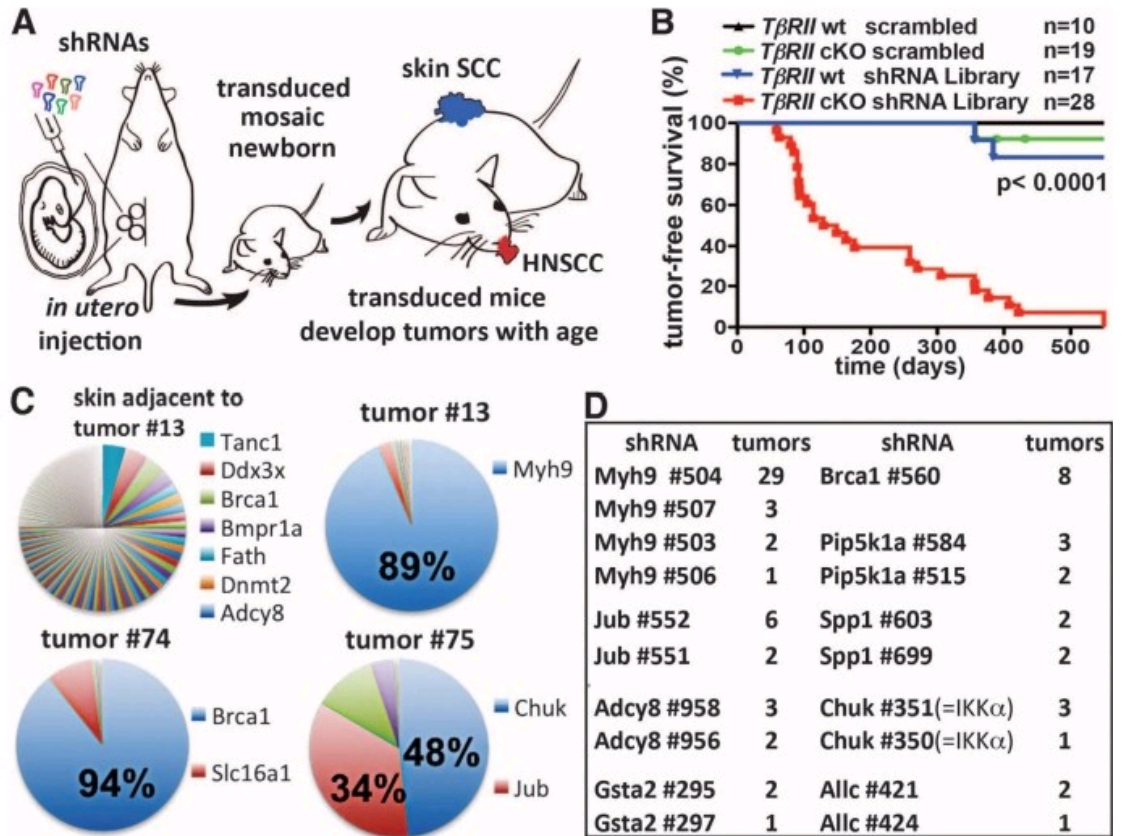 A
shRNAs
transduced
mosaic
newborn
skin SCC
HNSCC
in utero
injection
transduced mice
develop tumors with age
B
TβRII wt scrambled n=10
TβRII cKO scrambled n=19
TβRII wt shRNA Library n=17
TβRII cKO shRNA Library n=28
tumor-free survival (%)
100
80
60
40
20
0
p< 0.0001
0 100 200 300 400 500
time (days)
C
skin adjacent to
tumor #13
Tanc1
Ddx3x
Brca1
Bmpr1a
Fath
Dnmt2
Adcy8
tumor #13
Myh9
89%
tumor #74
Brca1
Slc16a1
94%
tumor #75
Chuk
Jub
48%
34%
D
shRNA tumors shRNA tumors
Myh9 #504 29 Brca1 #560 8
Myh9 #507 3
Myh9 #503 2 Pip5k1a #584 3
Myh9 #506 1 Pip5k1a #515 2
Jub #552 6 Spp1 #603 2
Jub #551 2 Spp1 #699 2
Adcy8 #958 3 Chuk #351(=IKKα) 3
Adcy8 #956 2 Chuk #350(=IKKα) 1
Gsta2 #295 2 Allc #421 2
Gsta2 #297 1 Allc #424 1